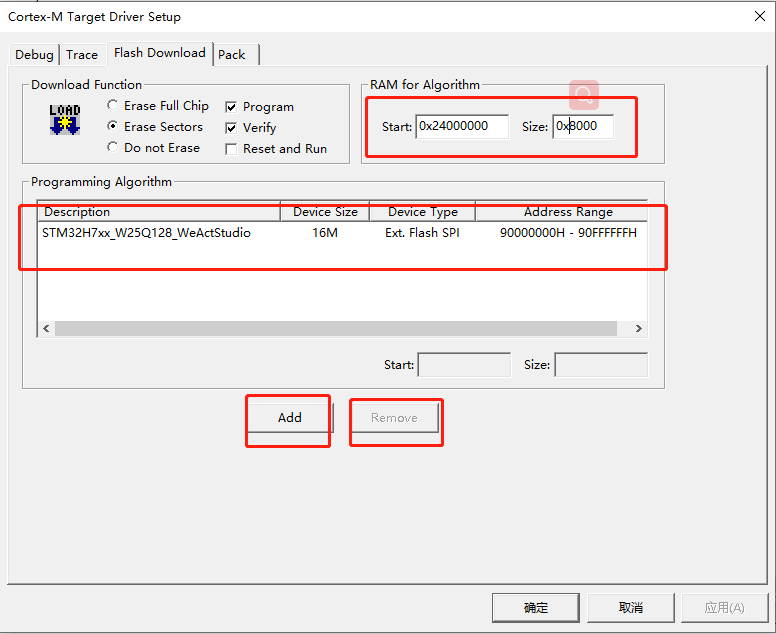 Cortex-M Target Driver Setup
Debug Trace Flash Download Pack
Download Function
LOAD
Erase Full Chip
Erase Sectors
Do not Erase
Program
Verify
Reset and Run
RAM for Algorithm
Start: 0x24000000 Size: 0x8000
Programming Algorithm
Description Device Size Device Type Address Range
STM32H7xx_W25Q128_WeActStudio 16M Ext. Flash SPI 90000000H - 90FFFFFFH
Start: Size:
Add Remove
确定 取消 应用(A)